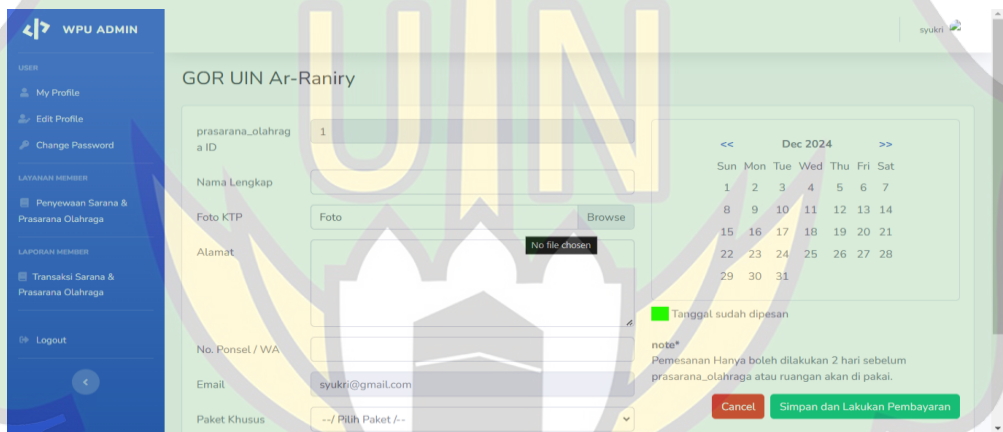 UIN
WPU ADMIN
syukri
USER
My Profile
Edit Profile
Change Password
LAYANAN MEMBER
Penyewaan Sarana &
Prasarana Olahraga
LAPORAN MEMBER
Transaksi Sarana &
Prasarana Olahraga
Logout
GOR UIN Ar-Raniry
prasarana_olahrag
a ID
1
Nama Lengkap
Foto KTP
Foto
Browse
No file chosen
Alamat
No. Ponsel / WA
Email
syukri@gmail.com
Paket Khusus
--/ Pilih Paket /--
<< Dec 2024 >>
Sun Mon Tue Wed Thu Fri Sat
1 2 3 4 5 6 7
8 9 10 11 12 13 14
15 16 17 18 19 20 21
22 23 24 25 26 27 28
29 30 31
Tanggal sudah dipesan
note*
Pemesanan Hanya boleh dilakukan 2 hari sebelum
prasarana_olahraga atau ruangan akan di pakai.
Cancel
Simpan dan Lakukan Pembayaran